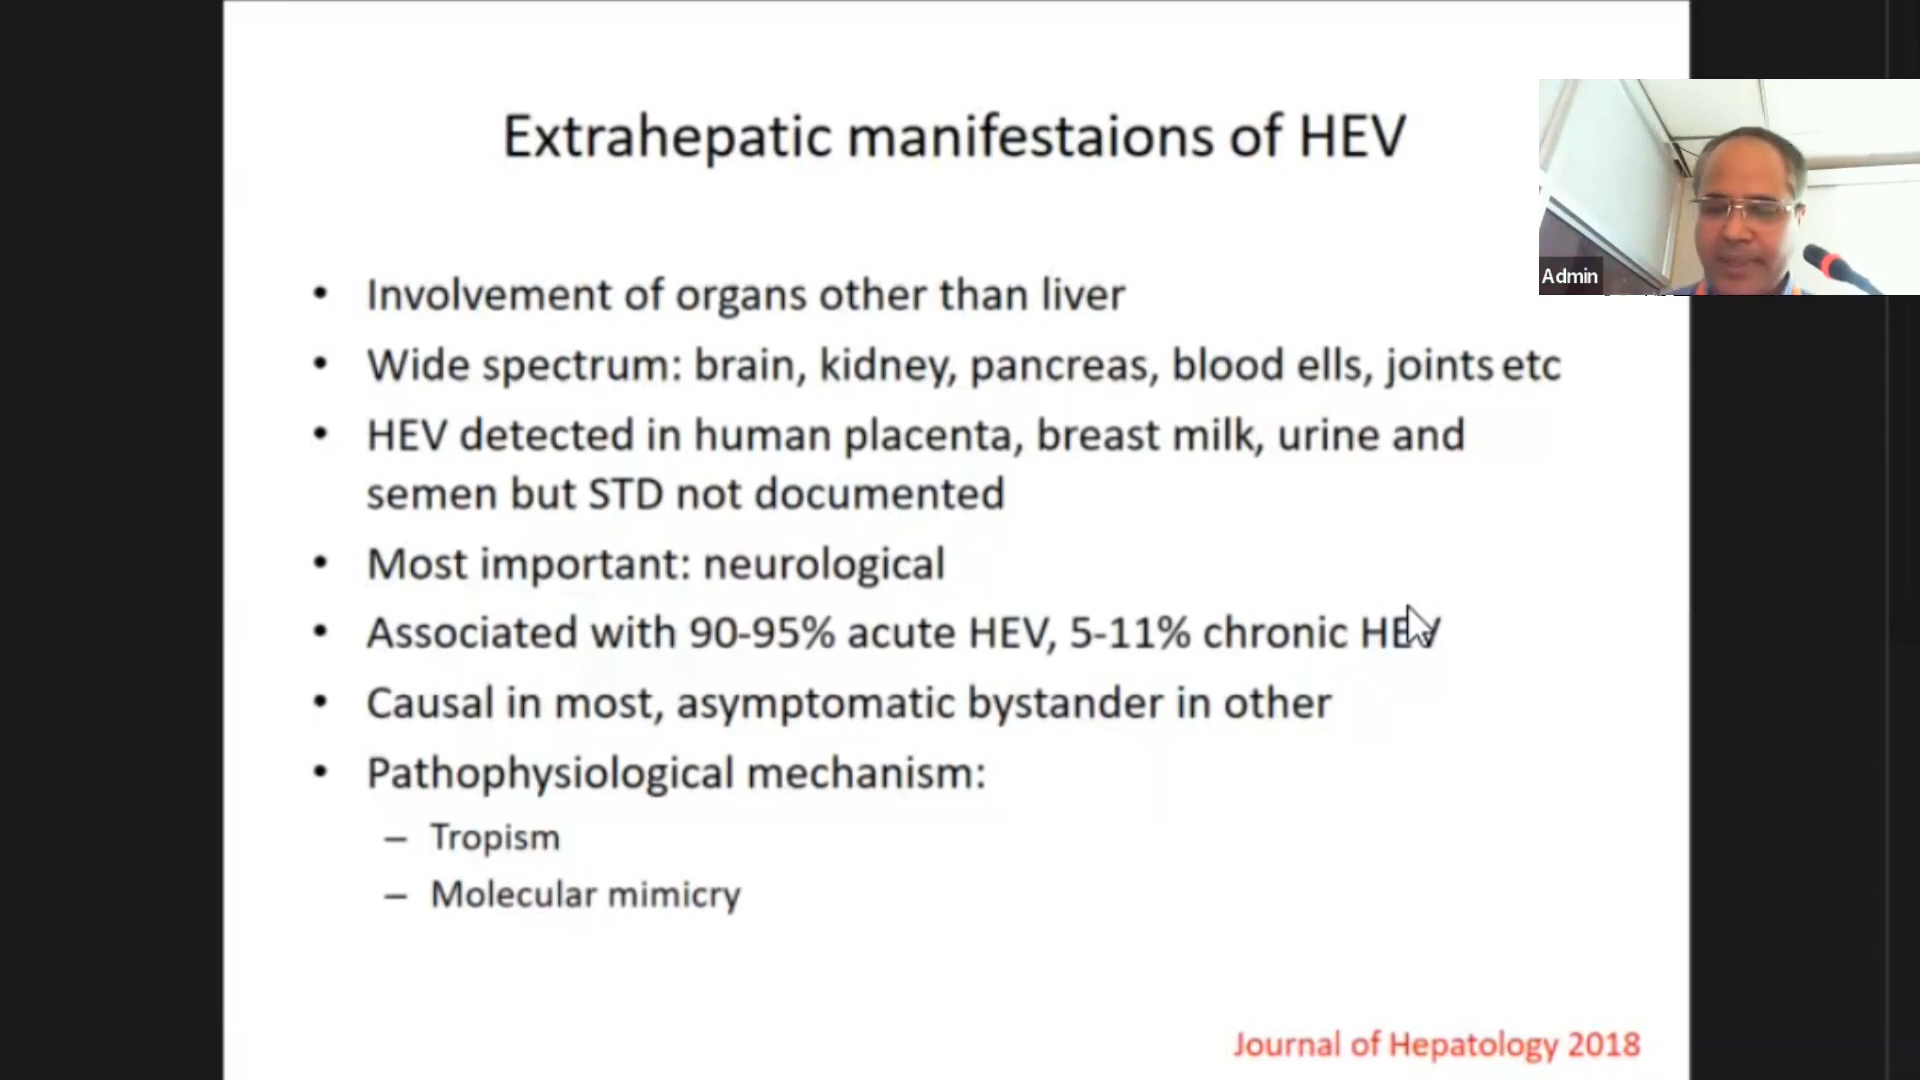 Extrahepatic manifestaions of HEV
Admin
• Involvement of organs other than liver
• Wide spectrum: brain, kidney, pancreas, blood ells, joints etc
• HEV detected in human placenta, breast milk, urine and
semen but STD not documented
• Most important: neurological
• Associated with 90-95% acute HEV, 5-11% chronic HEV
• Causal in most, asymptomatic bystander in other
• Pathophysiological mechanism:
– Tropism
– Molecular mimicry
Journal of Hepatology 2018